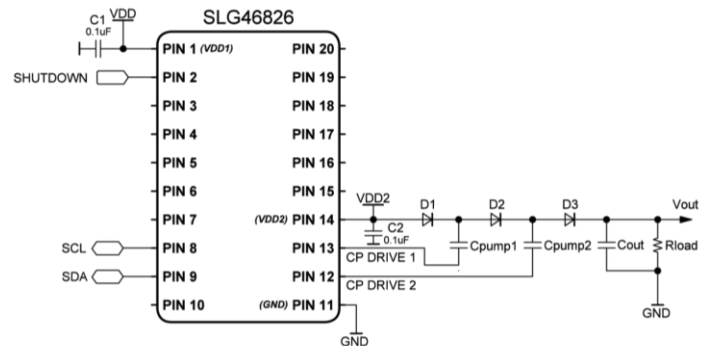 SLG46826
C1
VDD
0.1uF
PIN 1 (VDD1)
PIN 20
SHUTDOWN
PIN 2
PIN 19
PIN 3
PIN 18
PIN 4
PIN 17
PIN 5
PIN 16
PIN 6
PIN 15
PIN 7
(VDD2) PIN 14
VDD2
D1
D2
D3
Vout
C2
0.1uF
SCL
PIN 8
PIN 13
CP DRIVE 1
Cpump1
Cpump2
Cout
Rload
SDA
PIN 9
PIN 12
CP DRIVE 2
PIN 10
(GND) PIN 11
GND
GND